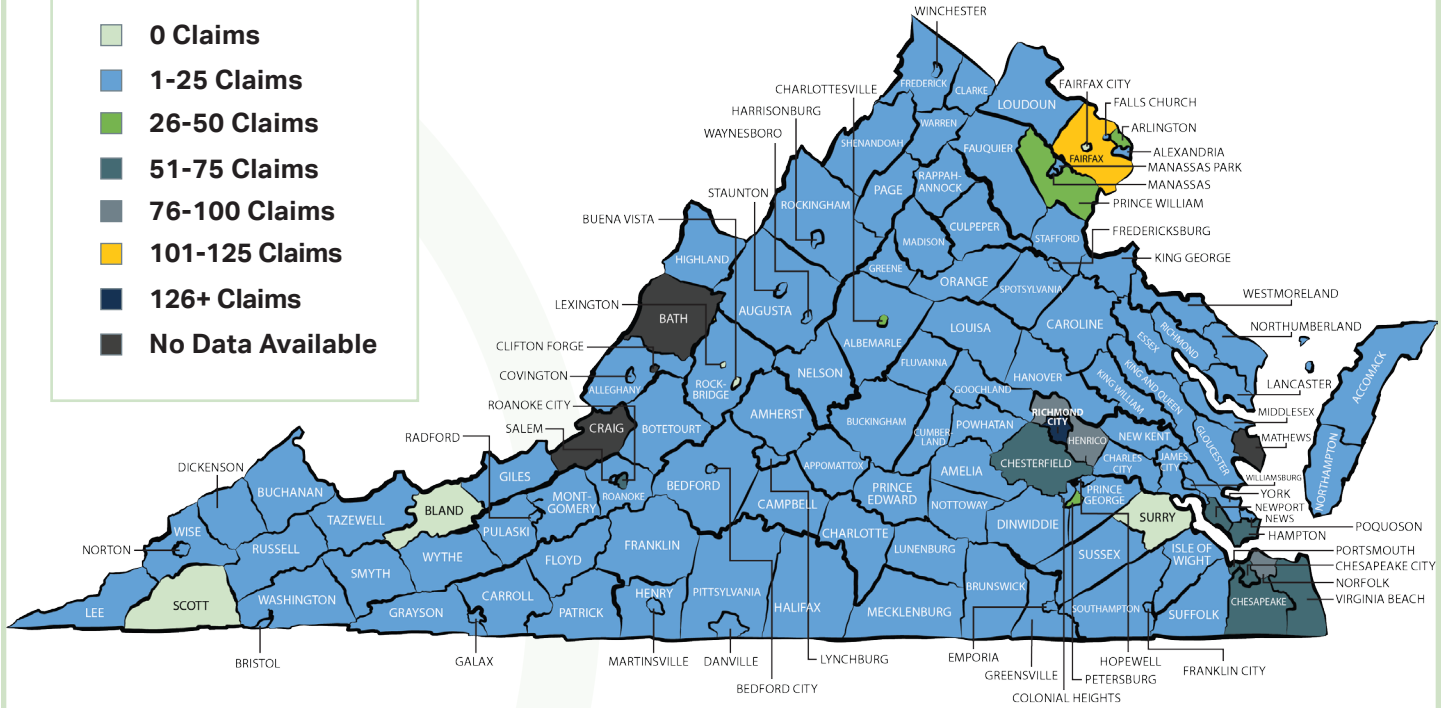 0 Claims
1-25 Claims
26-50 Claims
51-75 Claims
76-100 Claims
101-125 Claims
126+ Claims
No Data Available
WINCHESTER
CHARLOTTESVILLE
HARRISONBURG
WAYNESBORO
STAUNTON
BUENA VISTA
LEXINGTON
CLIFTON FORGE
COVINGTON
ROANOKE CITY
SALEM
RADFORD
DICKENSON
NORTON
FAIRFAX CITY
FALLS CHURCH
ARLINGTON
ALEXANDRIA
MANASSAS PARK
MANASSAS
PRINCE WILLIAM
FREDERICKSBURG
KING GEORGE
WESTMORELAND
NORTHUMBERLAND
LANCASTER
MIDDLESEX
MATHEWS
WILLIAMSBURG
YORK
NEWPORT
NEWS
POQUOSON
HAMPTON
PORTSMOUTH
CHESAPEAKE CITY
NORFOLK
VIRGINIA BEACH
FREDERICK
CLARKE
LOUDOUN
WARREN
SHENANDOAH
FAUQUIER
FAIRFAX
RAPPAH-
ANNOCK
PAGE
ROCKINGHAM
CULPEPER
STAFFORD
MADISON
HIGHLAND
GREENE
ORANGE
SPOTSYLVANIA
BATH
AUGUSTA
ALBEMARLE
LOUISA
CAROLINE
ESSEX
RICHMOND
ACCOMACK
NORTHAMPTON
ALLEGHANY
ROCK-
BRIDGE
NELSON
FLUVANNA
GOOCHLAND
HANOVER
KING WILLIAM
KING AND QUEEN
GLOUCESTER
CRAIG
BOTETOURT
AMHERST
BUCKINGHAM
CUMBER
LAND
POWHATAN
RICHMOND
CITY
HENRICO
NEW KENT
CHARLES
CITY
JAMES
CITY
CHESTERFIELD
GILES
ROANOKE
BEDFORD
APPOMATTOX
AMELIA
PRINCE
EDWARD
PRINCE
GEORGE
BUCHANAN
BLAND
MONT-
GOMERY
CAMPBELL
NOTTOWAY
SURRY
TAZEWELL
PULASKI
WISE
RUSSELL
WYTHE
FLOYD
FRANKLIN
CHARLOTTE
LUNENBURG
DINWIDDIE
SUSSEX
ISLE OF
WIGHT
SMYTH
CARROLL
HENRY
PITTSYLVANIA
HALIFAX
MECKLENBURG
BRUNSWICK
SOUTHAMPTON
SUFFOLK
CHESAPEAKE
LEE
SCOTT
WASHINGTON
GRAYSON
PATRICK
BRISTOL
GALAX
MARTINSVILLE
DANVILLE
BEDFORD CITY
LYNCHBURG
EMPORIA
GREENSVILLE
COLONIAL HEIGHTS
PETERSBURG
HOPEWELL
FRANKLIN CITY